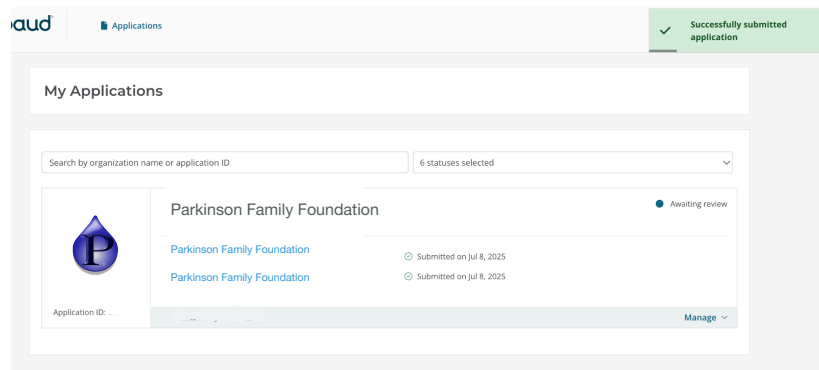 Applications
Successfully submitted
application
My Applications
Search by organization name or application ID
6 statuses selected
Parkinson Family Foundation
Awaiting review
P
Parkinson Family Foundation
Submitted on Jul 8, 2025
Parkinson Family Foundation
Submitted on Jul 8, 2025
Application ID:
Manage